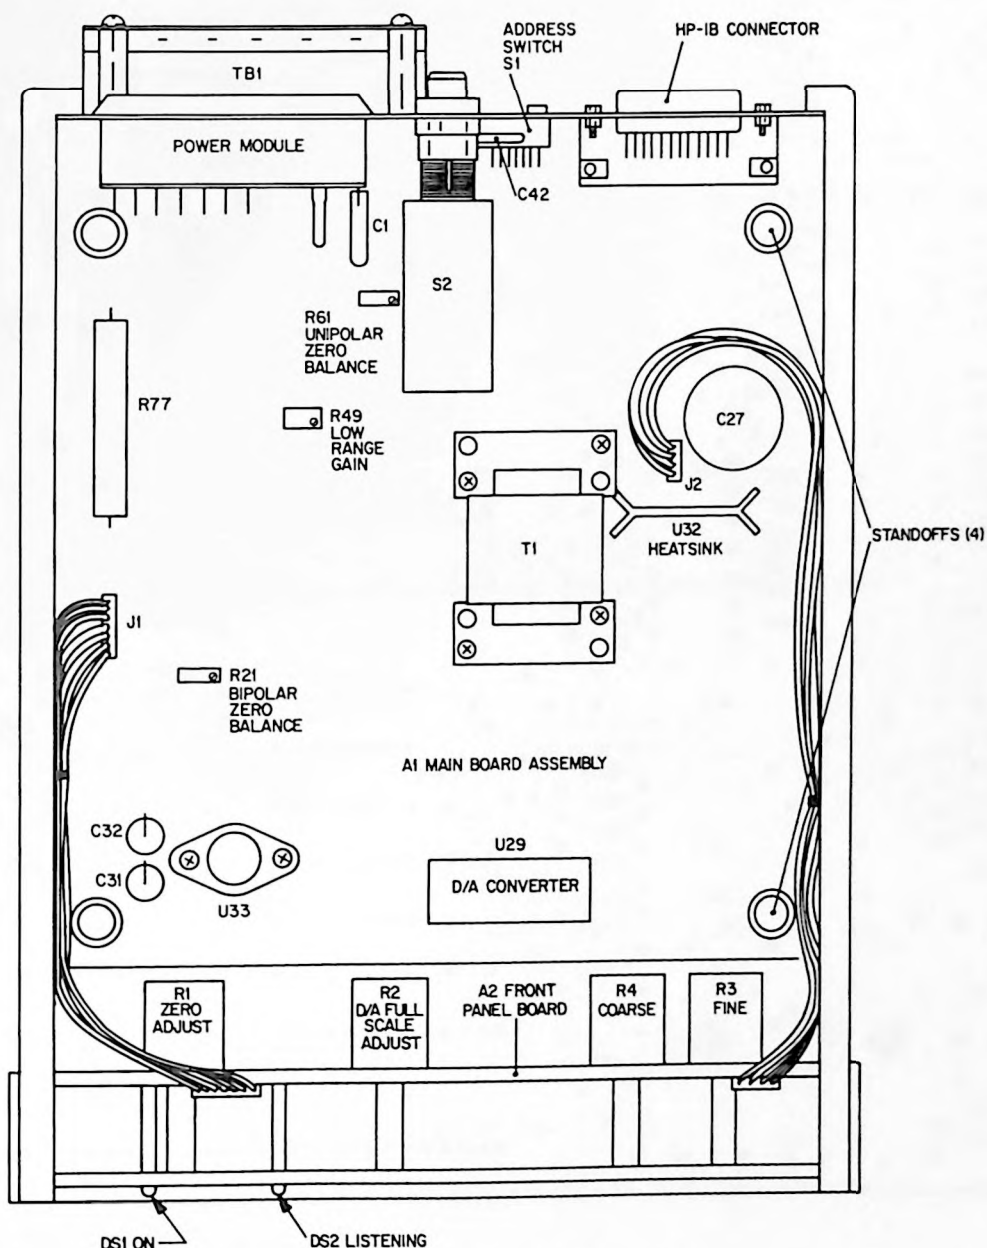 ADDRESS
SWITCH
S1
HP-IB CONNECTOR
TB1
POWER MODULE
C42
C1
S2
R61
UNIPOLAR
ZERO
BALANCE
R77
R49
LOW
RANGE
GAIN
C27
J2
U32
HEATSINK
T1
STANDOFFS (4)
J1
R21
BIPOLAR
ZERO
BALANCE
A1 MAIN BOARD ASSEMBLY
C32
C31
U33
U29
D/A CONVERTER
R1
ZERO
ADJUST
R2
D/A FULL
SCALE
ADJUST
A2 FRONT
PANEL BOARD
R4
COARSE
R3
FINE
DS1 ON
DS2 LISTENING